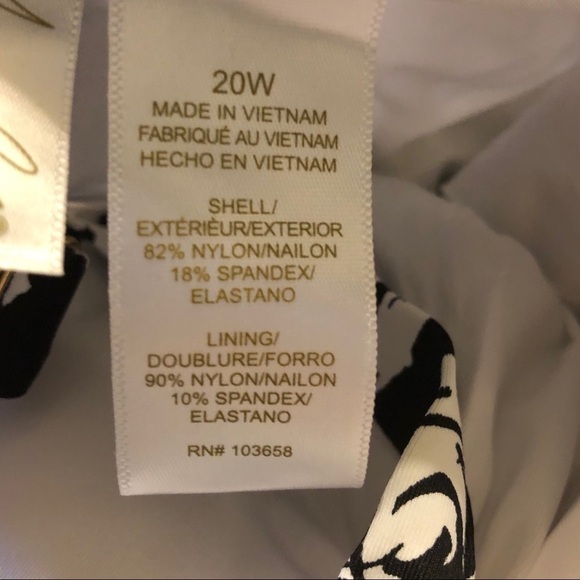 20W
MADE IN VIETNAM
FABRIQUÉ AU VIETNAM
HECHO EN VIETNAM
SHELL/
EXTÉRIÈUR/EXTERIOR
82% NYLON/NAILON
18% SPANDEX/
ELASTANO
LINING/
DOUBLURE/FORRO
90% NYLON/NAILON
10% SPANDEX/
ELASTANO
RN# 103658